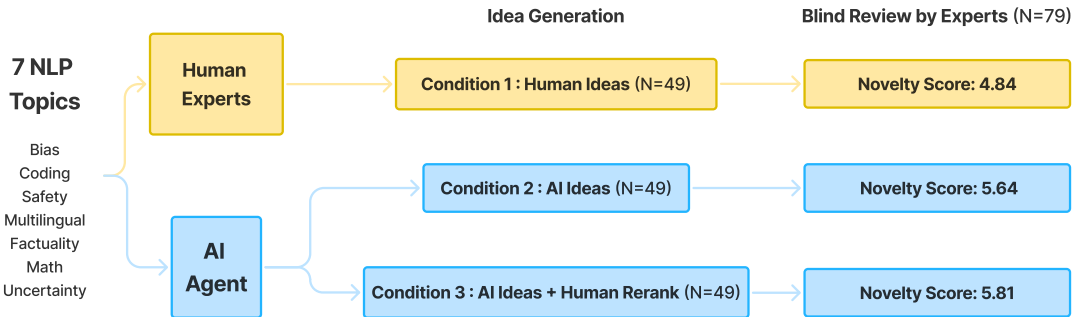 Idea Generation
Blind Review by Experts (N=79)
7 NLP
Topics
Bias
Coding
Safety
Multilingual
Factuality
Math
Uncertainty
Human
Experts
Condition 1 : Human Ideas (N=49)
Novelty Score: 4.84
AI
Agent
Condition 2 : AI Ideas (N=49)
Novelty Score: 5.64
Condition 3 : AI Ideas + Human Rerank (N=49)
Novelty Score: 5.81